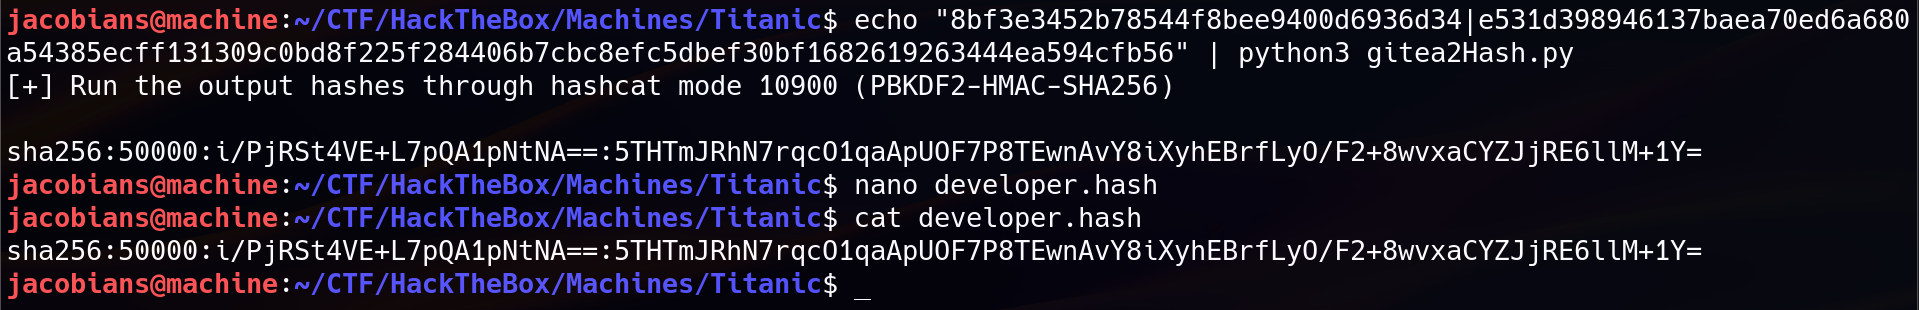 jacobians@machine:~/CTF/HackTheBox/Machines/Titanic$ echo "8bf3e3452b78544f8bee9400d6936d34|e531d398946137baea70ed6a680
a54385ecff131309c0bd8f225f284406b7cbc8efc5dbef30bf1682619263444ea594cfb56" | python3 gitea2Hash.py
[+] Run the output hashes through hashcat mode 10900 (PBKDF2-HMAC-SHA256)
sha256:50000:i/PjRSt4VE+L7pQA1pNtNA==:5THTmJRhN7rqcO1qaApUOF7P8TEwnAvY8iXyhEBrfLyO/F2+8wvxaCYZJjRE6llM+1Y=
jacobians@machine:~/CTF/HackTheBox/Machines/Titanic$ nano developer.hash
jacobians@machine:~/CTF/HackTheBox/Machines/Titanic$ cat developer.hash
sha256:50000:i/PjRSt4VE+L7pQA1pNtNA==:5THTmJRhN7rqcO1qaApUOF7P8TEwnAvY8iXyhEBrfLyO/F2+8wvxaCYZJjRE6llM+1Y=
jacobians@machine:~/CTF/HackTheBox/Machines/Titanic$ _